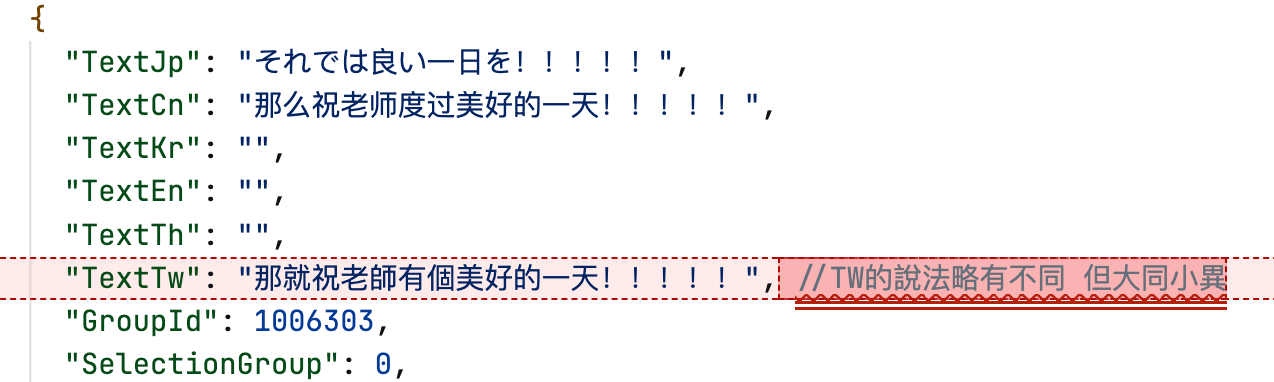 {
"TextJp": "それでは良い一日を！！！！！",
"TextCn": "那么祝老师度过美好的一天！！！！！",
"TextKr": "",
"TextEn": "",
"TextTh": "",
"TextTw": "那就祝老師有個美好的一天！！！！！", //TW的說法略有不同 但大同小異
"GroupId": 1006303,
"SelectionGroup": 0,